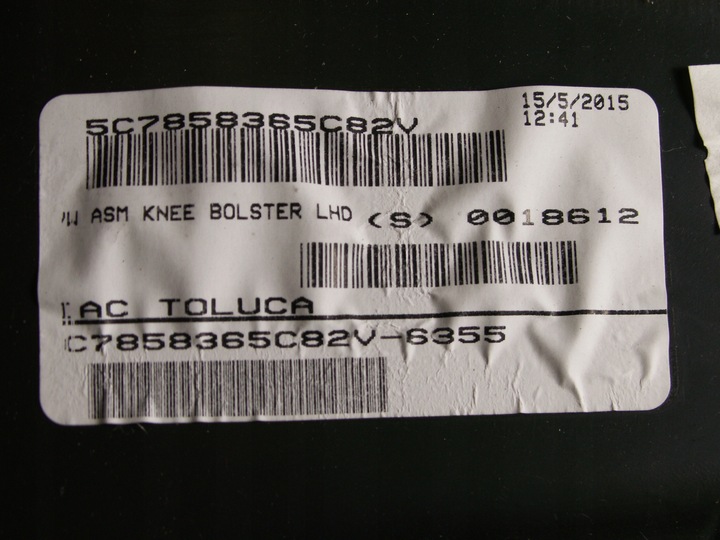 15/5/2015
12:41
5C7858365C82V
ASM KNEE BOLSTER LHD (S) 0018612
AC TOLUCA
C7858365C82V-6355